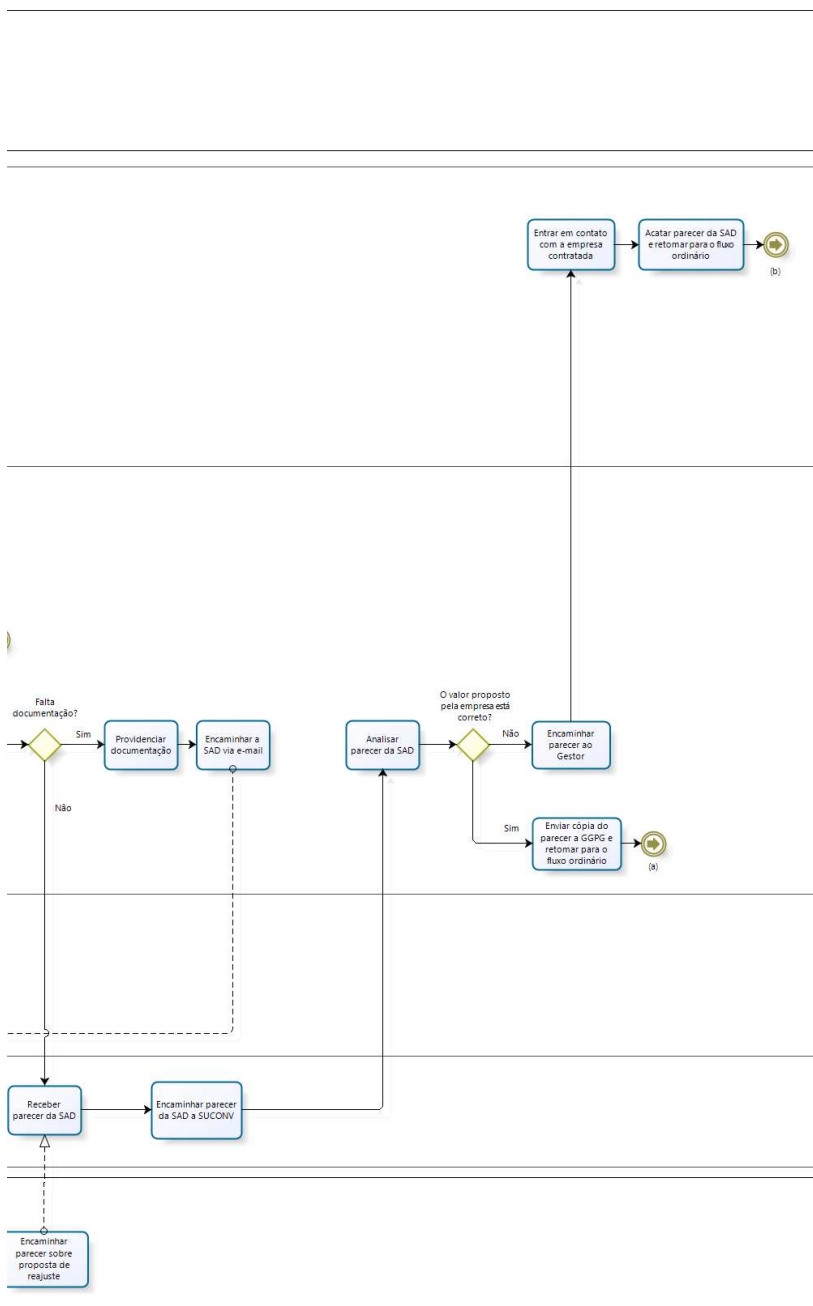 Entrar em contato
com a empresa
contratada
Acatar parecer da SAD
e retomar para o fluxo
ordinário
(b)
Falta
documentação?
Sim
Não
Providenciar
documentação
Encaminhar a
SAD via e-mail
Analisar
parecer da SAD
O valor proposto
pela empresa está
correto?
Não
Encaminhar
parecer ao
Gestor
Sim
Enviar cópia do
parecer a GGPG e
retomar para o
fluxo ordinário
(a)
Receber
parecer da SAD
Encaminhar parecer
da SAD a SUCONV
Encaminhar
parecer sobre
proposta de
reajuste